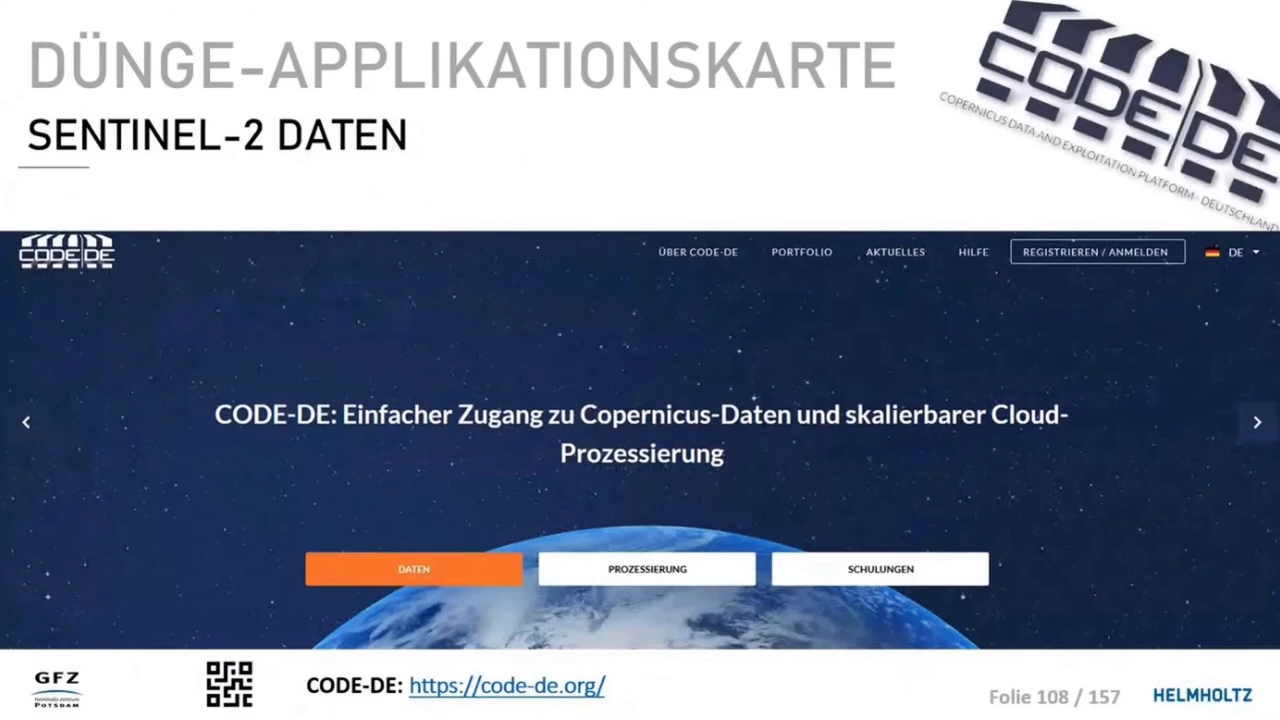 DÜNGE-APPLIKATIONSKARTE
SENTINEL-2 DATEN
CODE DE
COPERNICUS DATA AND EXPLOITATION PLATFORM - DEUTSCHLAND
CODE DE
ÜBER CODE-DE PORTFOLIO AKTUELLES HILFE REGISTRIEREN / ANMELDEN DE
CODE-DE: Einfacher Zugang zu Copernicus-Daten und skalierbarer Cloud-
Prozessierung
DATEN PROZESSIERUNG SCHULUNGEN
GFZ
Helmholtz-Zentrum
POTSDAM
CODE-DE: https://code-de.org/
Folie 108 / 157
HELMHOLTZ